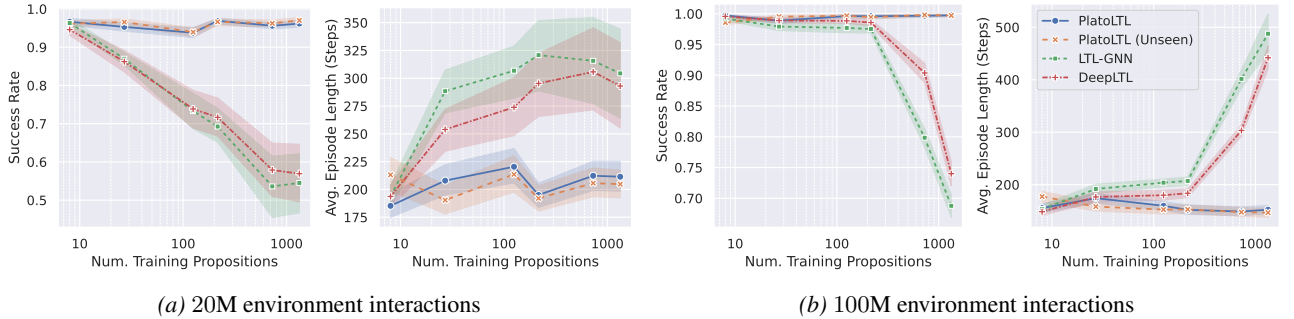 1.0
0.9
0.8
0.7
0.6
0.5
Success Rate
10
100
1000
Num. Training Propositions
350
325
300
275
250
225
200
175
Avg. Episode Length (Steps)
10
100
1000
Num. Training Propositions
(a) 20M environment interactions
1.00
0.95
0.90
0.85
0.80
0.75
0.70
Success Rate
10
100
1000
Num. Training Propositions
500
400
300
200
Avg. Episode Length (Steps)
PlatoLTL
PlatoLTL (Unseen)
LTL-GNN
DeepLTL
10
100
1000
Num. Training Propositions
(b) 100M environment interactions